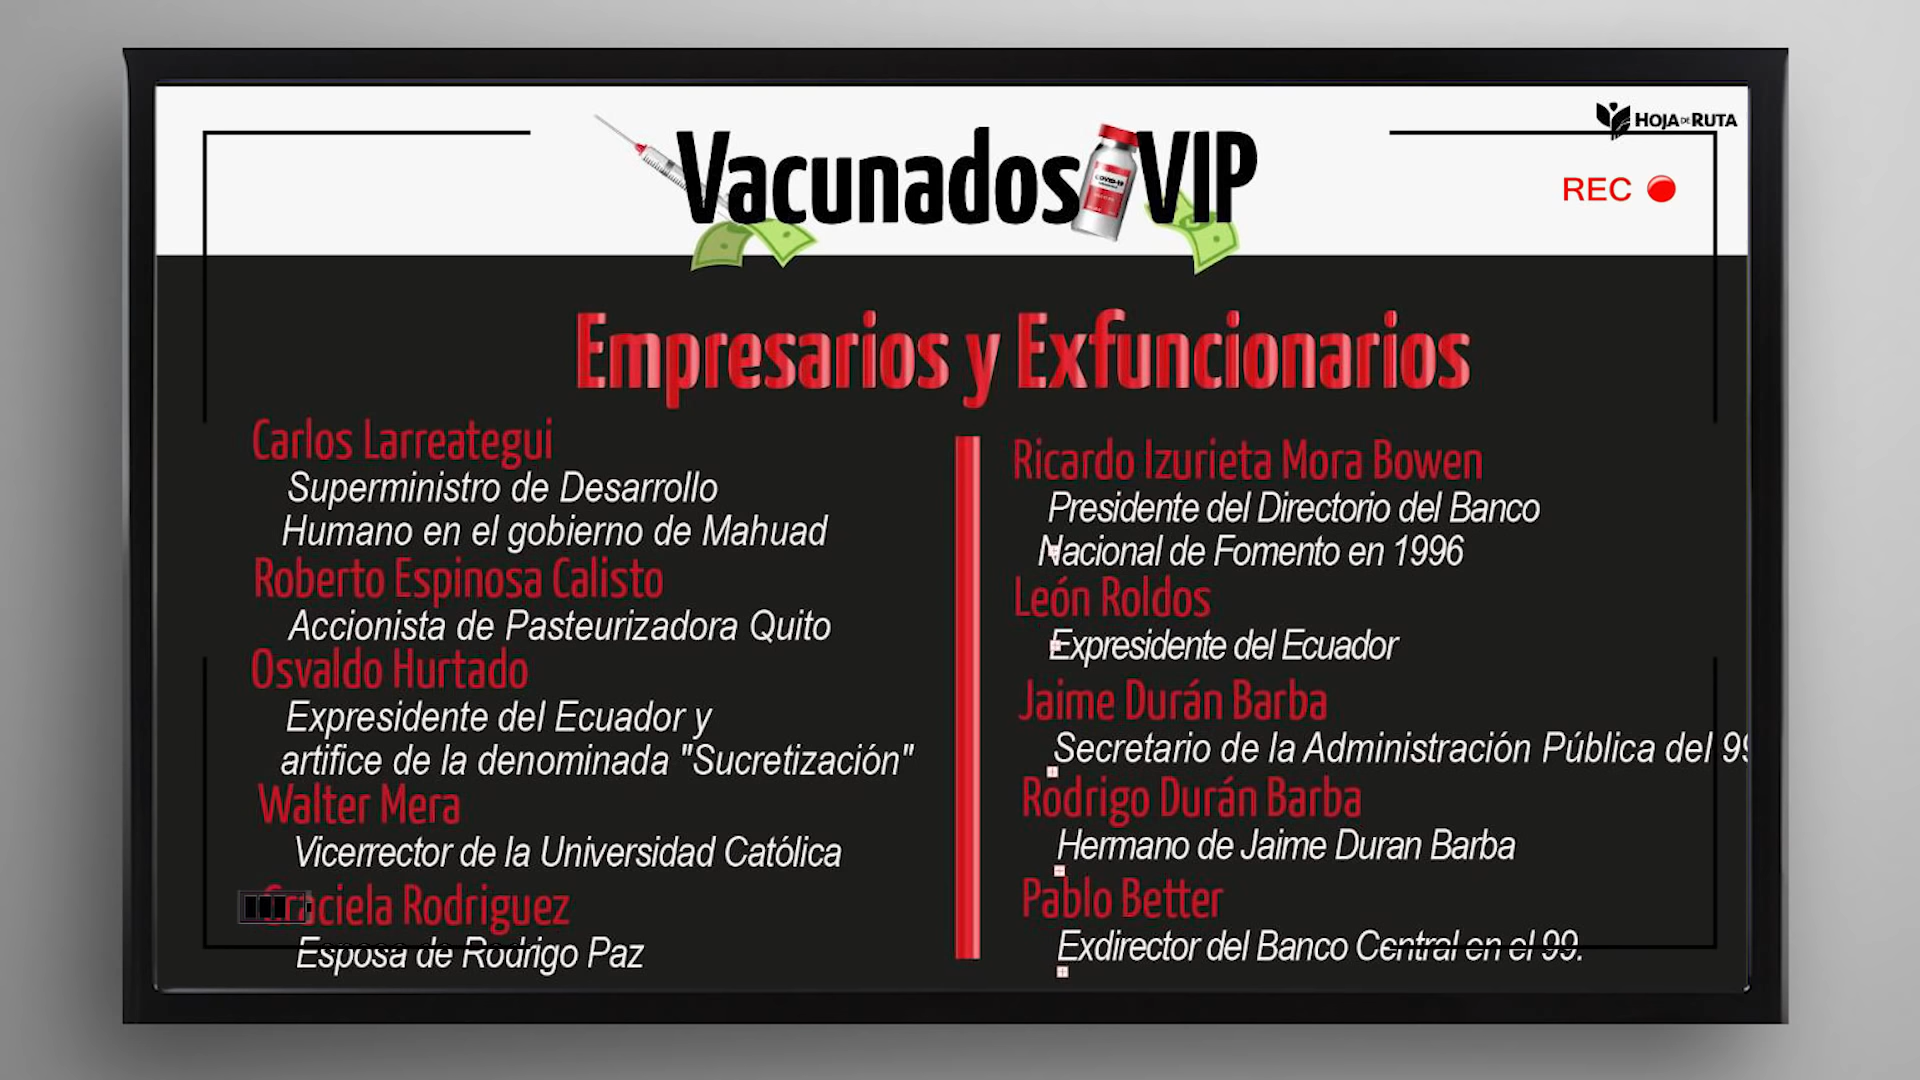 HOJA DE RUTA
Vacunados VIP
COVID-19
REC
Empresarios y Exfuncionarios
Carlos Larreategui
Superministro de Desarrollo
Humano en el gobierno de Mahuad
Roberto Espinosa Calisto
Accionista de Pasteurizadora Quito
Osvaldo Hurtado
Expresidente del Ecuador y
artifice de la denominada "Sucretización"
Walter Mera
Vicerrector de la Universidad Católica
Graciela Rodriguez
Esposa de Rodrigo Paz
Ricardo Izurieta Mora Bowen
Presidente del Directorio del Banco
Nacional de Fomento en 1996
León Roldos
Expresidente del Ecuador
Jaime Durán Barba
Secretario de la Administración Pública del 99
Rodrigo Durán Barba
Hermano de Jaime Duran Barba
Pablo Better
Exdirector del Banco Central en el 99.